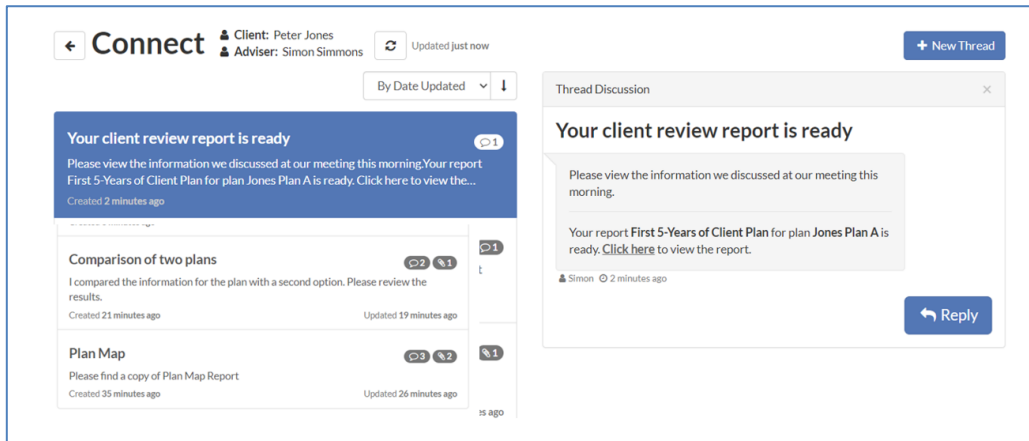 Connect
Client: Peter Jones
Adviser: Simon Simmons
Updated just now
+ New Thread
By Date Updated
Your client review report is ready
1
Please view the information we discussed at our meeting this morning.Your report
First 5-Years of Client Plan for plan Jones Plan A is ready. Click here to view the...
Created 2 minutes ago
1
t
Comparison of two plans
2
1
I compared the information for the plan with a second option. Please review the
results.
Created 21 minutes ago
Updated 19 minutes ago
Plan Map
3
2
1
Please find a copy of Plan Map Report
Created 35 minutes ago
Updated 26 minutes ago
es ago
Thread Discussion
×
Your client review report is ready
Please view the information we discussed at our meeting this
morning.
Your report First 5-Years of Client Plan for plan Jones Plan A is
ready. Click here to view the report.
Simon 2 minutes ago
Reply